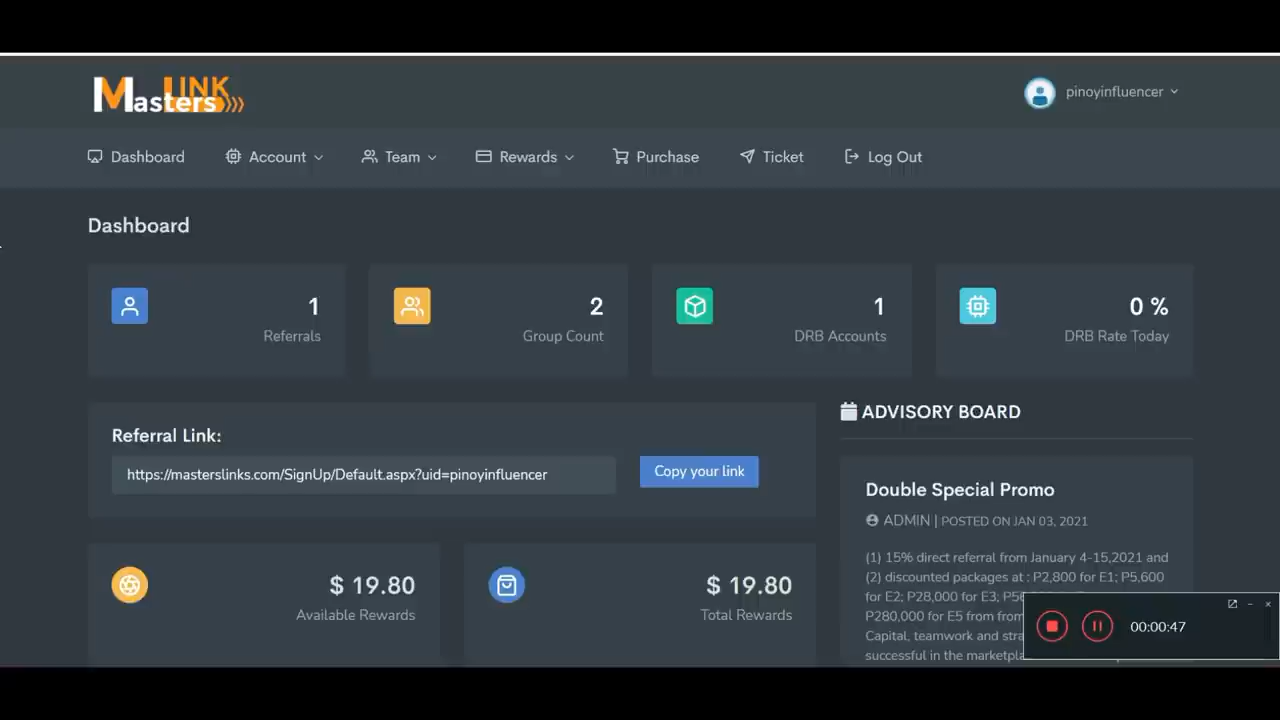 Masters LINK
pinoyinfluencer
Dashboard
Account
Team
Rewards
Purchase
Ticket
Log Out
Dashboard
1
Referrals
2
Group Count
1
DRB Accounts
0 %
DRB Rate Today
Referral Link:
https://masterslinks.com/SignUp/Default.aspx?uid=pinoyinfluencer
Copy your link
$ 19.80
Available Rewards
$ 19.80
Total Rewards
ADVISORY BOARD
Double Special Promo
ADMIN | POSTED ON JAN 03, 2021
(1) 15% direct referral from January 4-15,2021 and
(2) discounted packages at : P2,800 for E1; P5,600
for E2; P28,000 for E3;
P280,000 for E5 from
Capital, teamwork and
successful in the
00:00:47